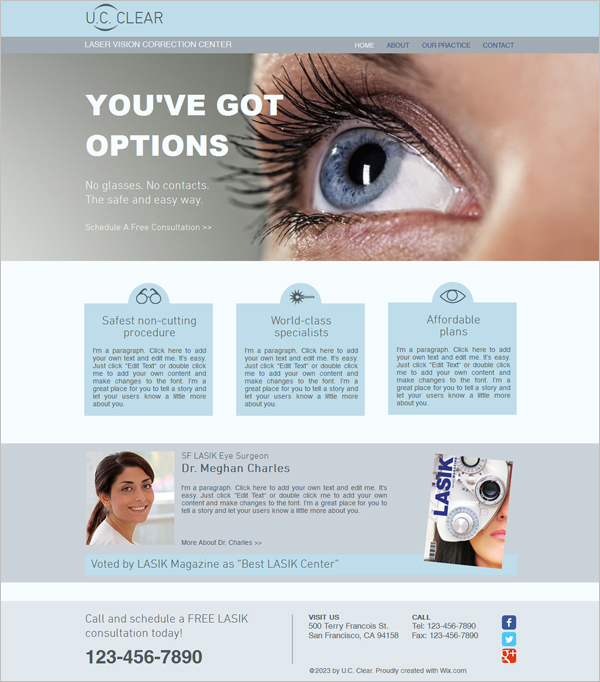 U.C. CLEAR
LASER VISION CORRECTION CENTER
HOME ABOUT OUR PRACTICE CONTACT
YOU'VE GOT
OPTIONS
No glasses. No contacts.
The safe and easy way.
Schedule A Free Consultation >>
Safest non-cutting
procedure
I'm a paragraph. Click here to add
your own text and edit me. It's easy.
Just click "Edit Text" or double click
me to add your own content and
make changes to the font. I'm a
great place for you to tell a story and
let your users know a little more
about you.
World-class
specialists
I'm a paragraph. Click here to add
your own text and edit me. It's easy.
Just click "Edit Text" or double click
me to add your own content and
make changes to the font. I'm a
great place for you to tell a story and
let your users know a little more
about you.
Affordable
plans
I'm a paragraph. Click here to add
your own text and edit me. It's easy.
Just click "Edit Text" or double click
me to add your own content and
make changes to the font. I'm a
great place for you to tell a story and
let your users know a little more
about you.
SF LASIK Eye Surgeon
Dr. Meghan Charles
I'm a paragraph. Click here to add your own text and edit me. It's
easy. Just click "Edit Text" or double click me to add your own
content and make changes to the font. I'm a great place for you to
tell a story and let your users know a little more about you.
More About Dr. Charles >>
LASIK
Voted by LASIK Magazine as "Best LASIK Center"
Call and schedule a FREE LASIK
consultation today!
123-456-7890
VISIT US
500 Terry Francois St.
San Francisco, CA 94158
CALL
Tel: 123-456-7890
Fax: 123-456-7890
f
g+
©2023 by U.C. Clear. Proudly created with Wix.com